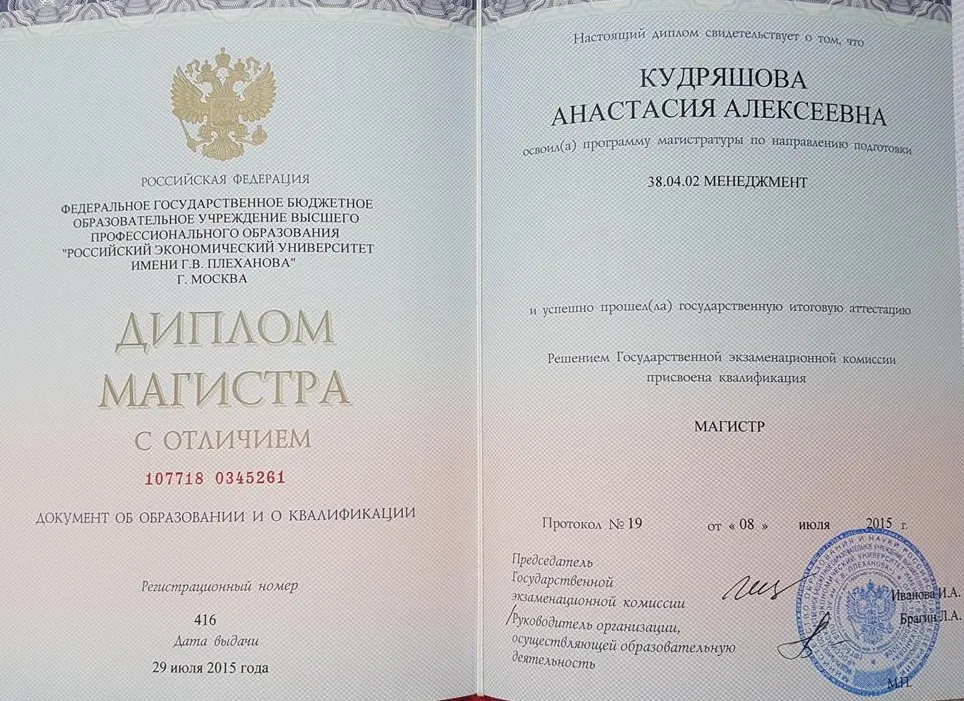 РОССИЙСКАЯ ФЕДЕРАЦИЯ
ФЕДЕРАЛЬНОЕ ГОСУДАРСТВЕННОЕ БЮДЖЕТНОЕ
ОБРАЗОВАТЕЛЬНОЕ УЧРЕЖДЕНИЕ ВЫСШЕГО
ПРОФЕССИОНАЛЬНОГО ОБРАЗОВАНИЯ
"РОССИЙСКИЙ ЭКОНОМИЧЕСКИЙ УНИВЕРСИТЕТ
ИМЕНИ Г.В. ПЛЕХАНОВА"
Г. МОСКВА
ДИПЛОМ
МАГИСТРА
С ОТЛИЧИЕМ
107718 0345261
ДОКУМЕНТ ОБ ОБРАЗОВАНИИ И О КВАЛИФИКАЦИИ
Регистрационный номер
416
Дата выдачи
29 июля 2015 года
Настоящий диплом свидетельствует о том, что
КУДРЯШОВА
АНАСТАСИЯ АЛЕКСЕЕВНА
освоил(а) программу магистратуры по направлению подготовки
38.04.02 МЕНЕДЖМЕНТ
и успешно прошел(ла) государственную итоговую аттестацию
Решением Государственной экзаменационной комиссии
присвоена квалификация
МАГИСТР
Протокол № 19 от « 08 » июля 2015 г.
Председатель
Государственной
экзаменационной комиссии
Иванова И.А.
/Руководитель организации,
осуществляющей образовательную
деятельность
Брагин Л.А.
М.П.